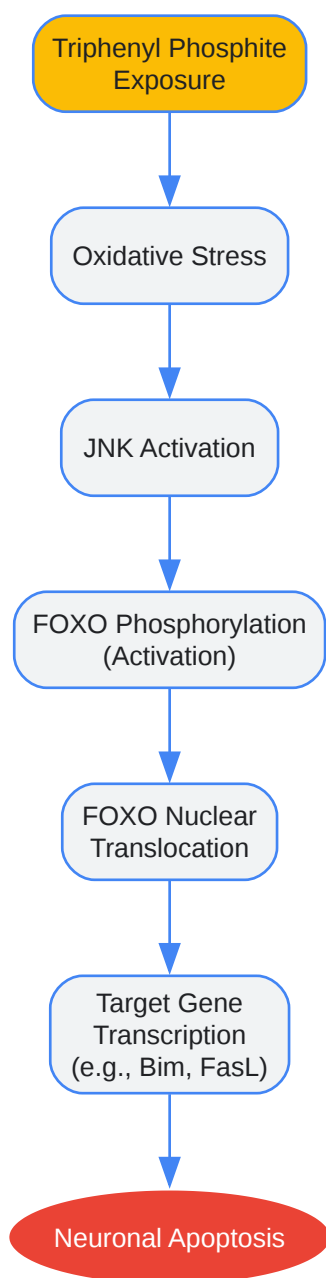 Triphenyl Phosphite
Exposure
Oxidative Stress
JNK Activation
FOXO Phosphorylation
(Activation)
FOXO Nuclear
Translocation
Target Gene
Transcription
(e.g., Bim, FasL)
Neuronal Apoptosis